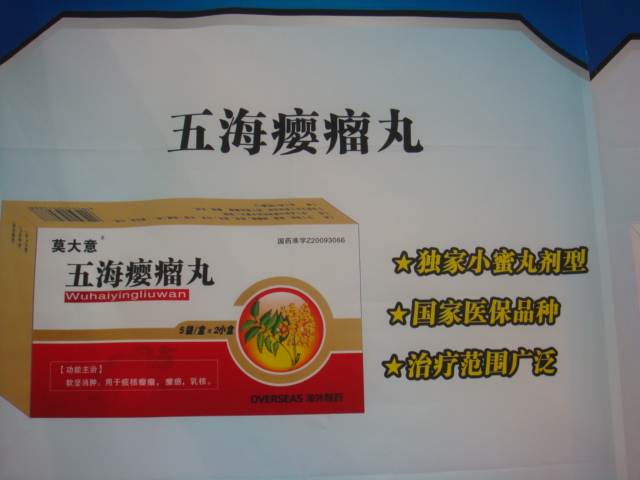 五海瘿瘤丸
莫大意®
国药准字Z20093066
五海瘿瘤丸
Wuhaiyingliuwan
5袋/盒×2小盒
【功能主治】
软坚消肿。用于痰核瘿瘤，瘰疬，乳核。
OVERSEAS 海外制药
★独家小蜜丸剂型
★国家医保品种
★治疗范围广泛